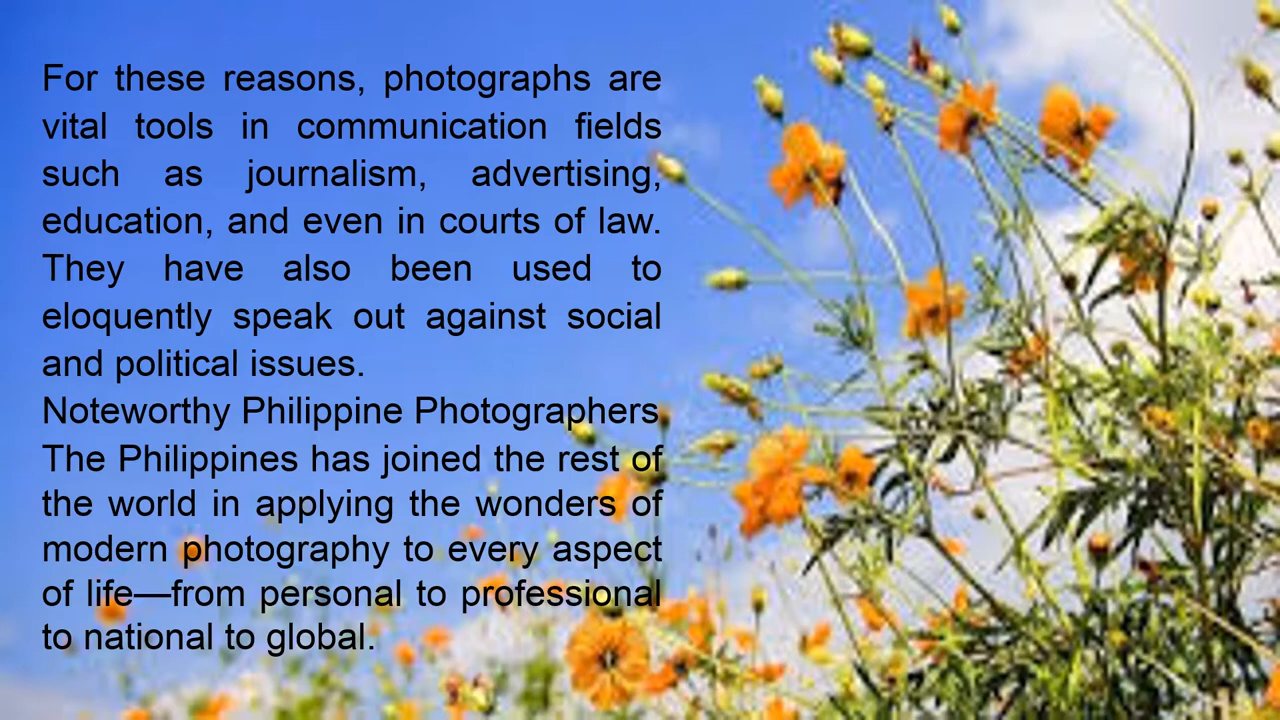 For these reasons, photographs are
vital tools in communication fields
such as journalism, advertising,
education, and even in courts of law.
They have also been used to
eloquently speak out against social
and political issues.
Noteworthy Philippine Photographers
The Philippines has joined the rest of
the world in applying the wonders of
modern photography to every aspect
of life—from personal to professional
to national to global.